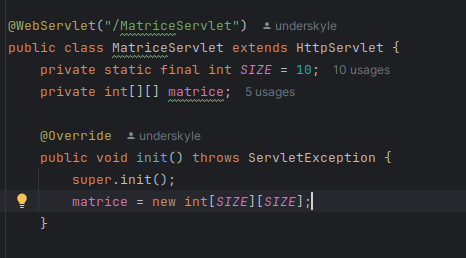 @WebServlet("/MatriceServlet") underskyle
public class MatriceServlet extends HttpServlet {
    private static final int SIZE = 10; 10 usages
    private int[][] matrice; 5 usages

    @Override underskyle
    public void init() throws ServletException {
        super.init();
        matrice = new int[SIZE][SIZE];
    }